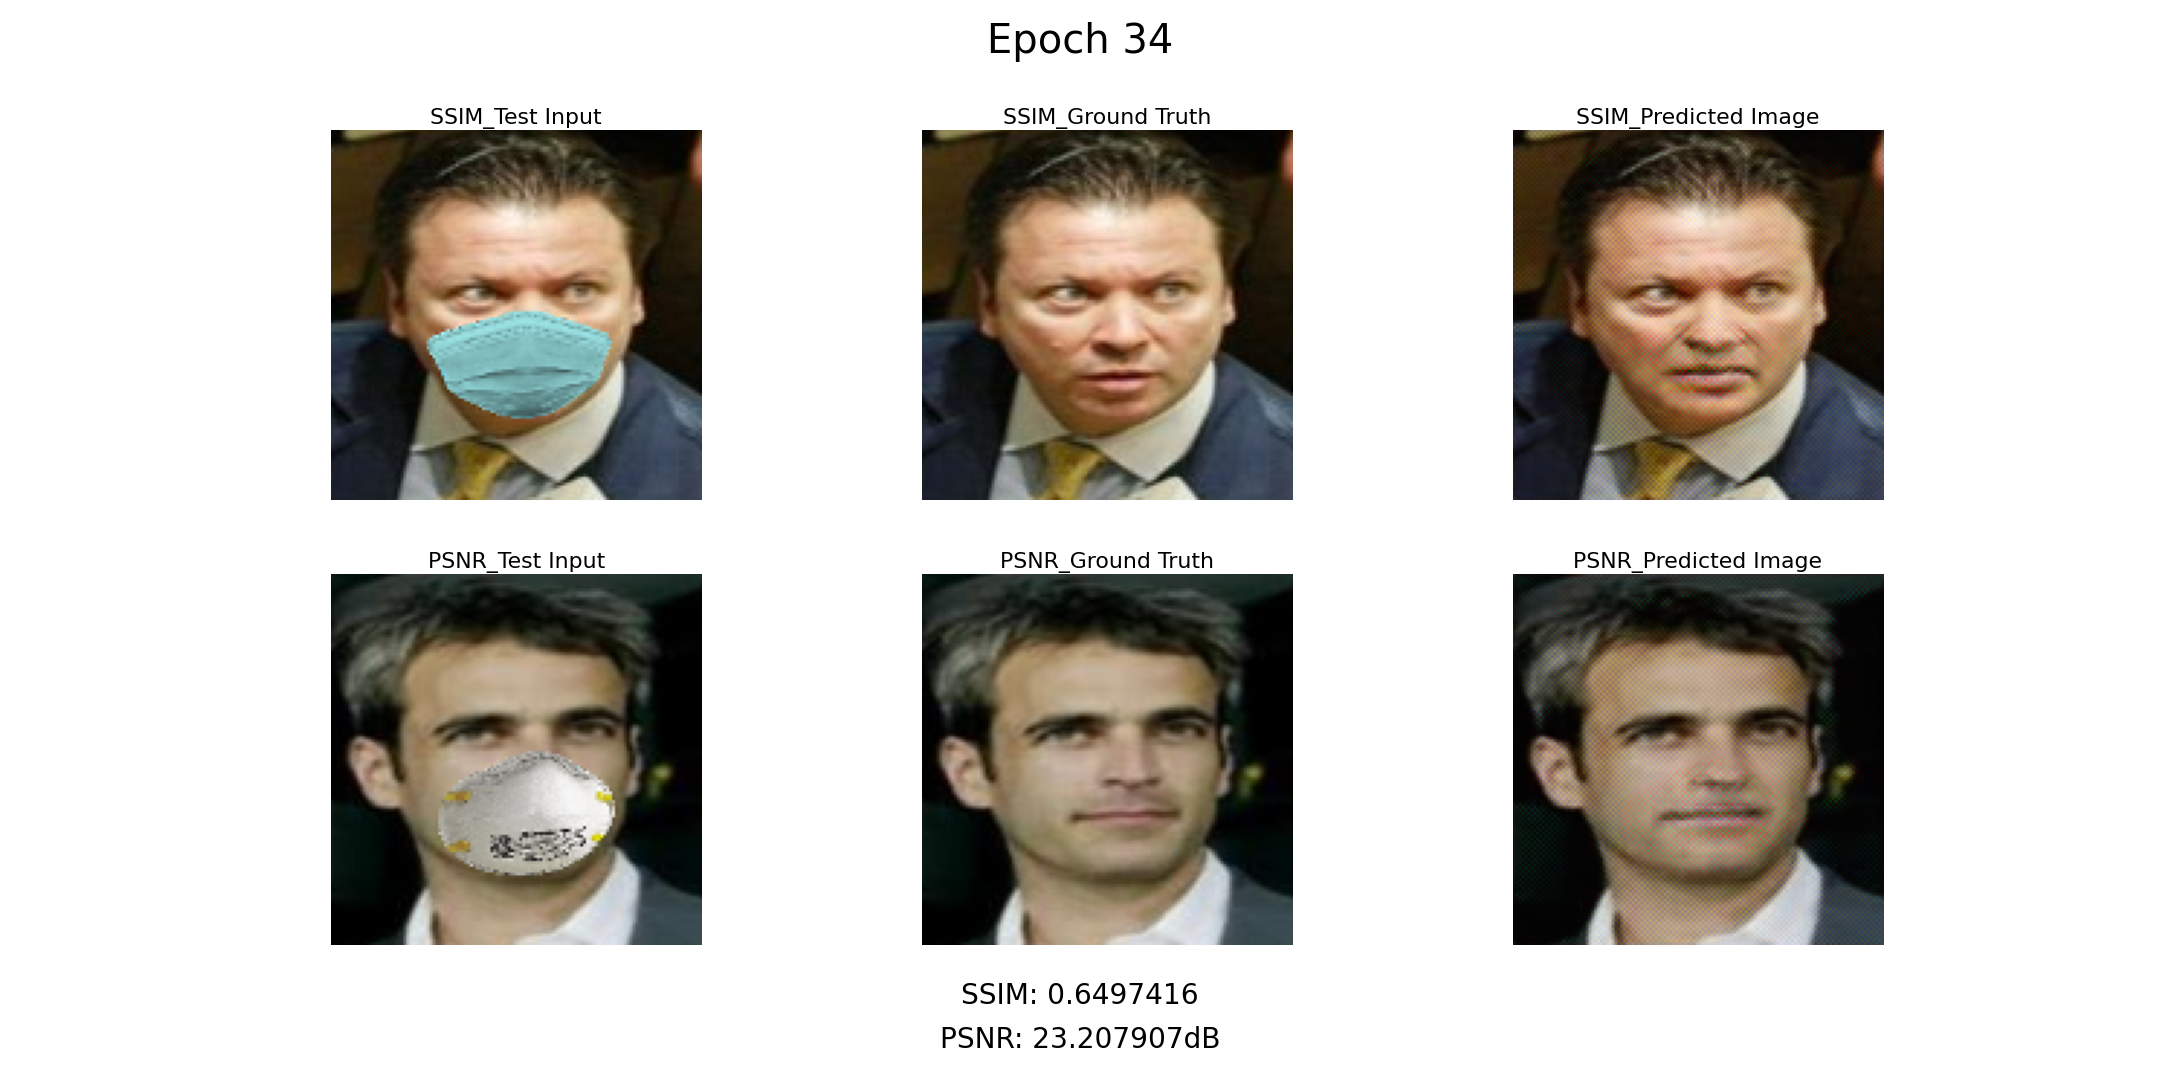 Epoch 34
SSIM_Test Input
SSIM_Ground Truth
SSIM_Predicted Image
PSNR_Test Input
PSNR_Ground Truth
PSNR_Predicted Image
SSIM: 0.6497416
PSNR: 23.207907dB